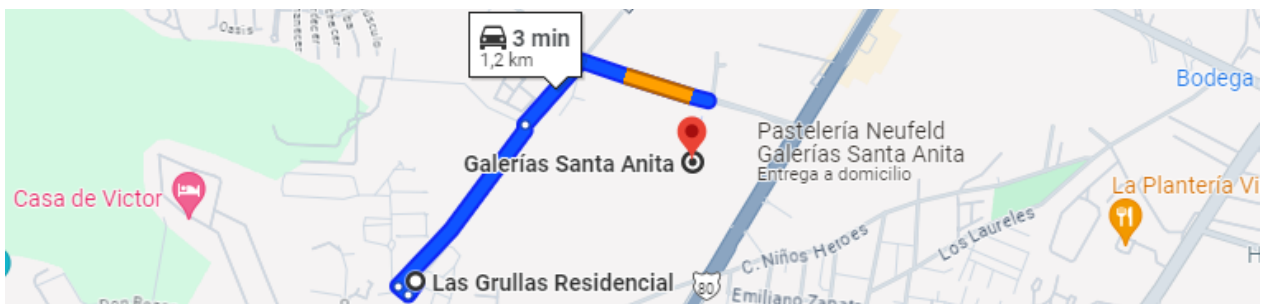 Oasis
3 min
1,2 km
Bodega
Pastelería Neufeld
Galerías Santa Anita
Entrega a domicilio
Galerías Santa Anita
Casa de Victor
La Plantería Vi
Los Laureles
C. Niños Heroes
Las Grullas Residencial
80
Emiliano Zapata
H